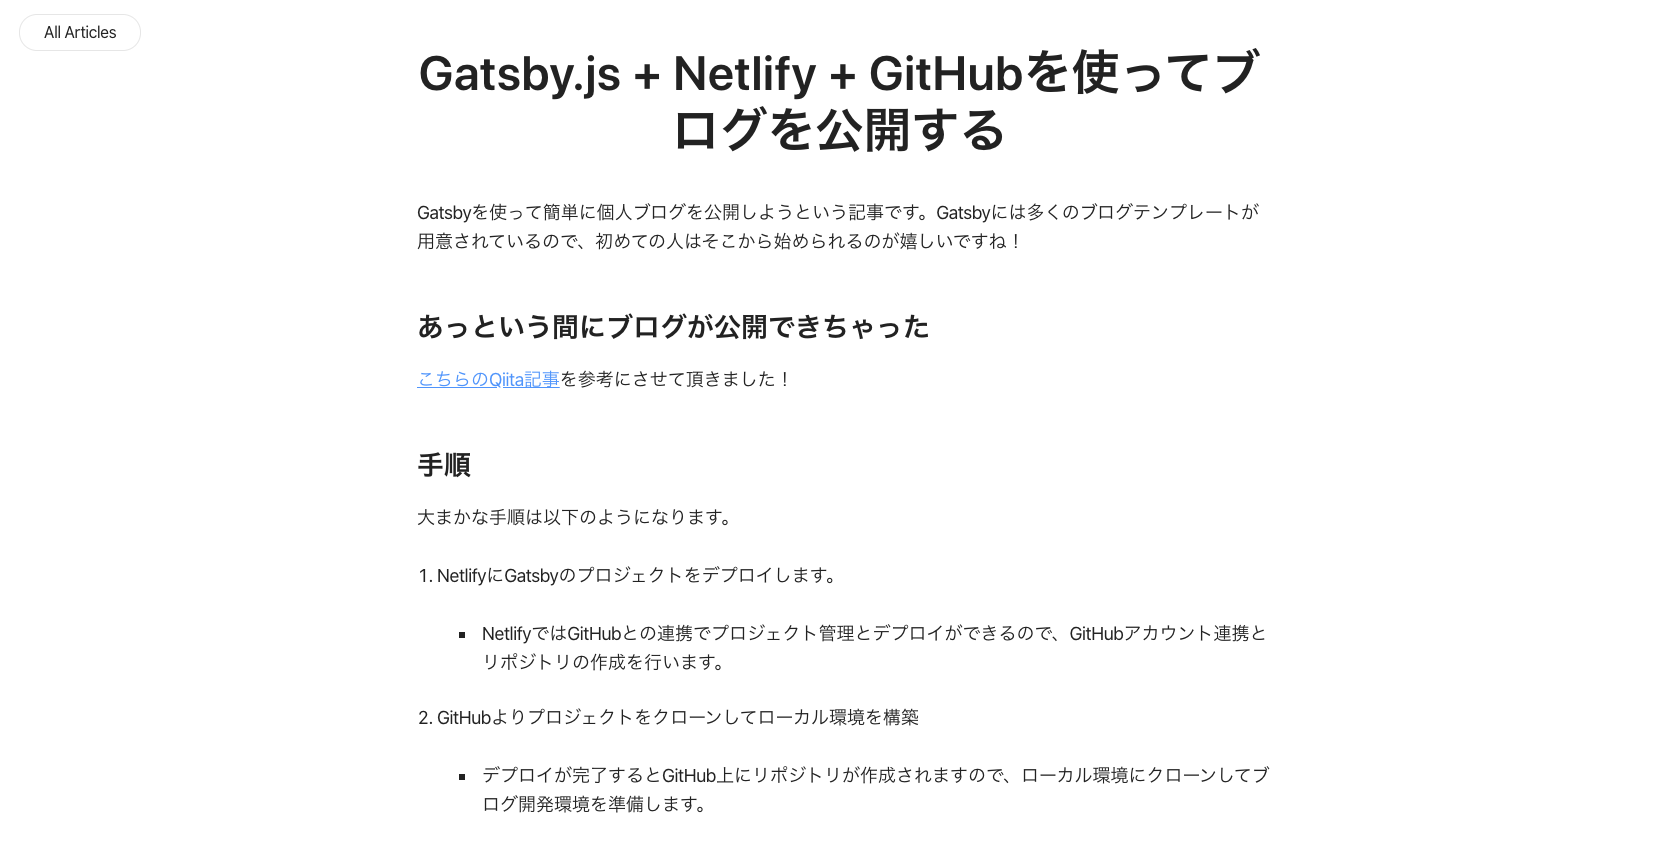 All Articles
Gatsby.js + Netlify + GitHubを使ってブ
ログを公開する
Gatsbyを使って簡単に個人ブログを公開しようという記事です。Gatsbyには多くのブログテンプレートが
用意されているので、初めての人はそこから始められるのが嬉しいですね！
あっという間にブログが公開できちゃった
こちらのQiita記事を参考にさせて頂きました！
手順
大まかな手順は以下のようになります。
1. NetlifyにGatsbyのプロジェクトをデプロイします。
▪ NetlifyではGitHubとの連携でプロジェクト管理とデプロイができるので、GitHubアカウント連携と
リポジトリの作成を行います。
2. GitHubよりプロジェクトをクローンしてローカル環境を構築
▪ デプロイが完了するとGitHub上にリポジトリが作成されますので、ローカル環境にクローンしてブ
ログ開発環境を準備します。